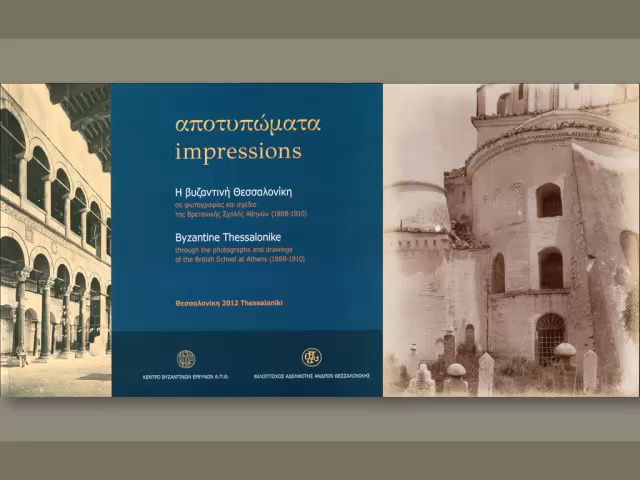 αποτυπώματα
impressions
Η βυζαντινή Θεσσαλονίκη
σε φωτογραφίες και σχέδια
της Βρετανικής Σχολής Αθηνών (1888-1910)
Byzantine Thessalonike
through the photographs and drawings
of the British School at Athens (1888-1910)
Θεσσαλονίκη 2012 Thessaloniki
ΚΕΝΤΡΟ ΒΥΖΑΝΤΙΝΩΝ ΕΡΕΥΝΩΝ Α.Π.Θ.
ΦΙΛΟΠΤΩΧΟΣ ΑΔΕΛΦΟΤΗΣ ΑΝΔΡΩΝ ΘΕΣΣΑΛΟΝΙΚΗΣ